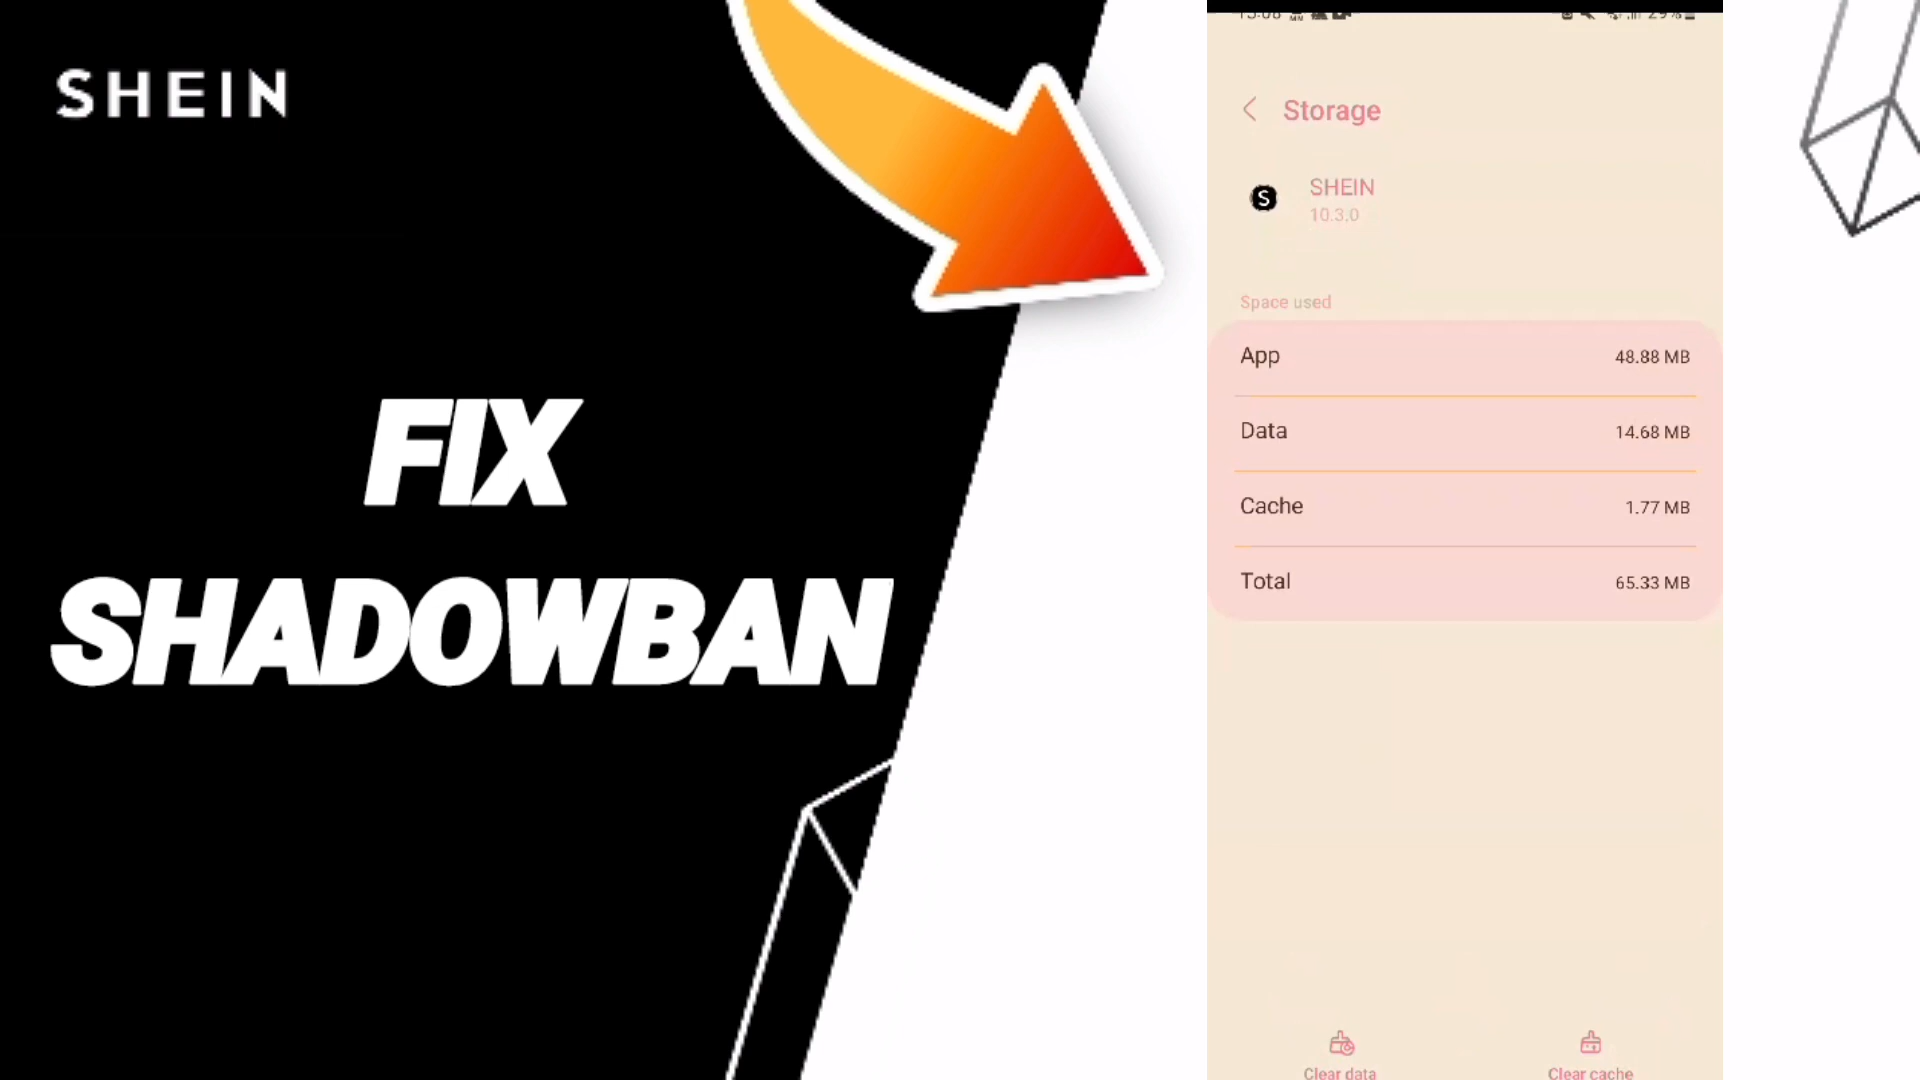 SHEIN
FIX
SHADOWBAN
Storage
S
SHEIN
10.3.0
Space used
App 48.88 MB
Data 14.68 MB
Cache 1.77 MB
Total 65.33 MB
Clear data Clear cache